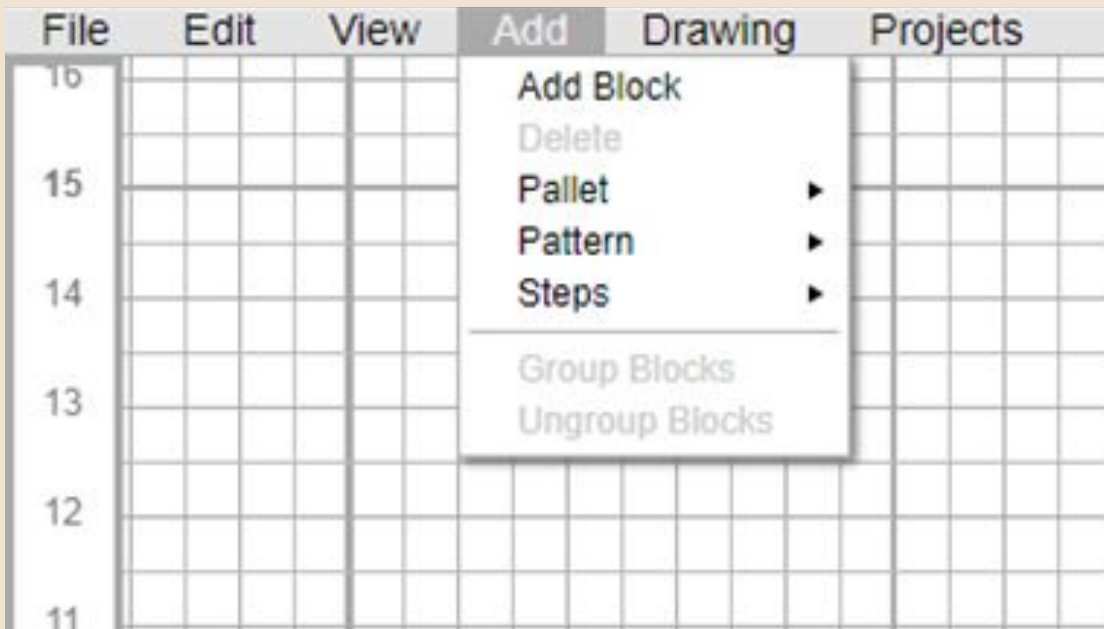 File Edit View Add Drawing Projects
16
Add Block
Delete
15
Pallet
Pattern
14
Steps
Group Blocks
13
Ungroup Blocks
12
11